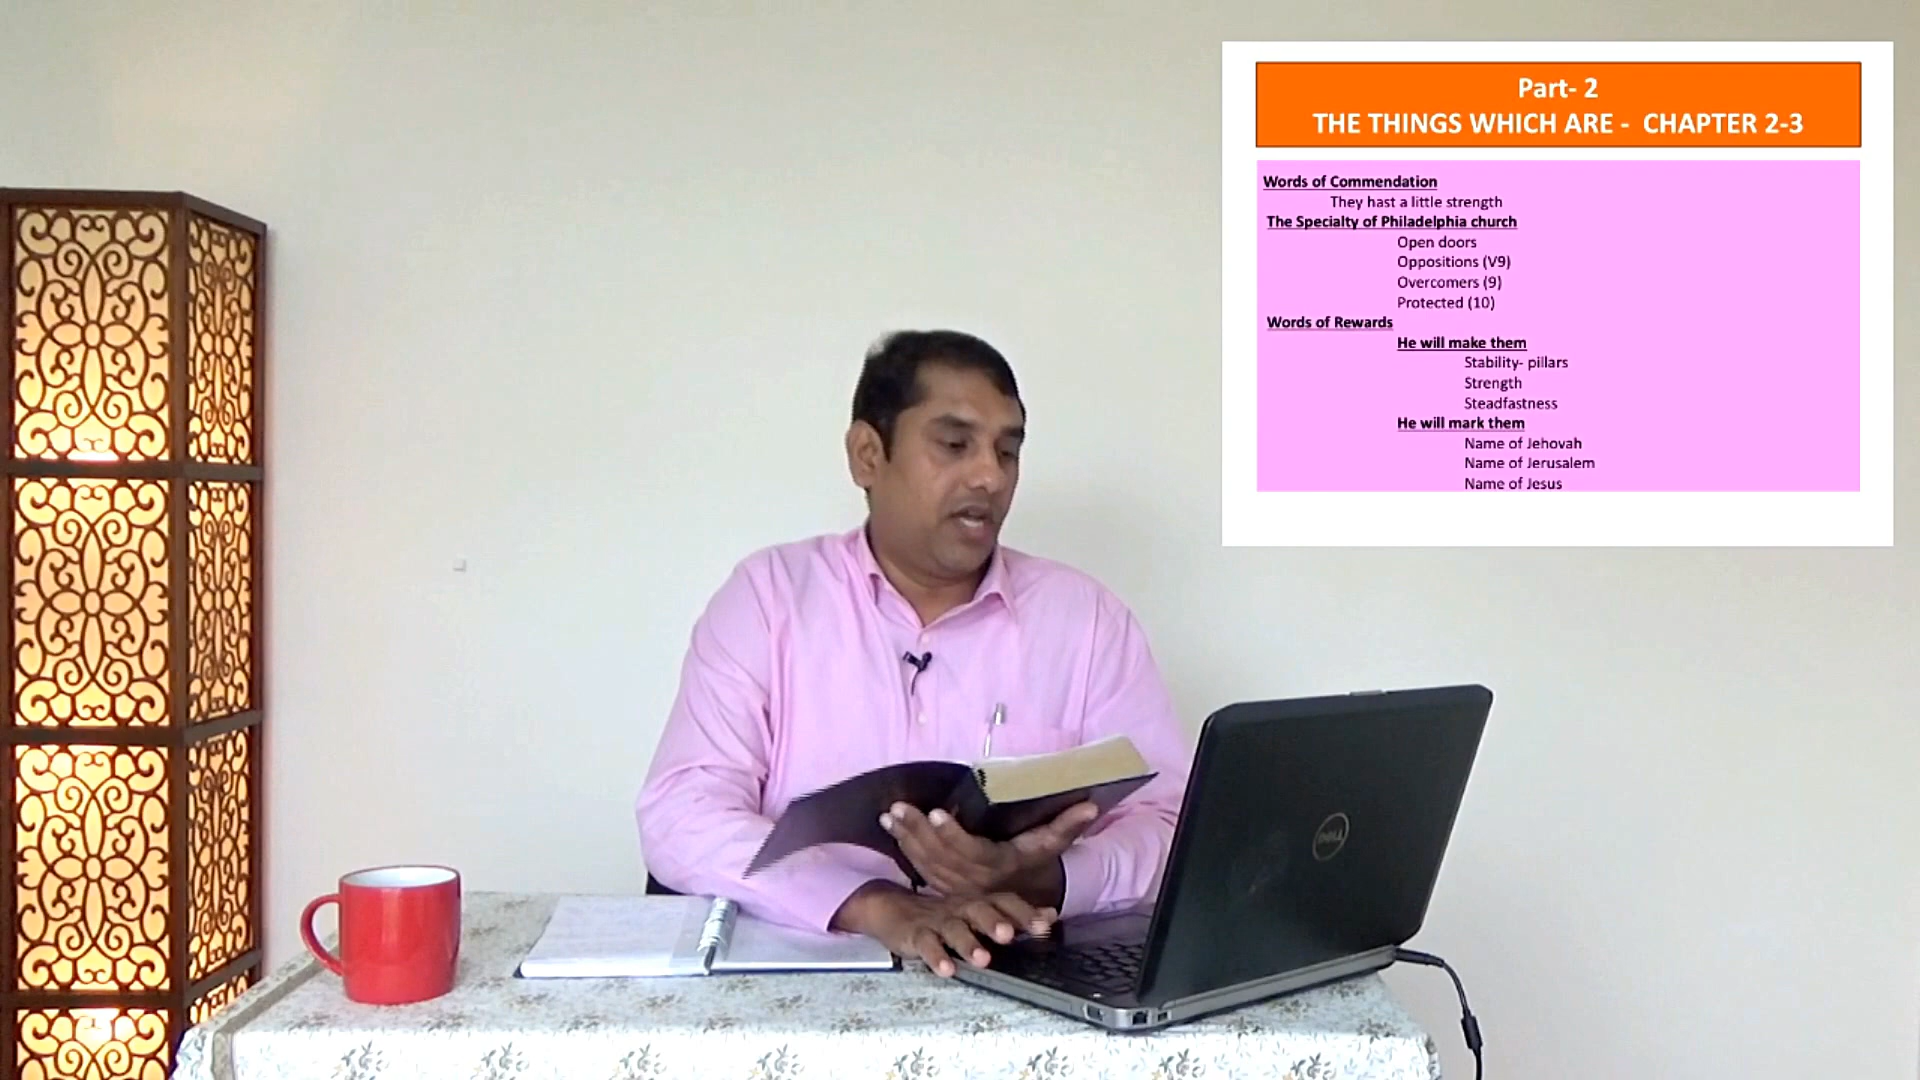 Part- 2
THE THINGS WHICH ARE - CHAPTER 2-3
Words of Commendation
They hast a little strength
The Specialty of Philadelphia church
Open doors
Oppositions (V9)
Overcomers (9)
Protected (10)
Words of Rewards
He will make them
Stability- pillars
Strength
Steadfastness
He will mark them
Name of Jehovah
Name of Jerusalem
Name of Jesus
DELL